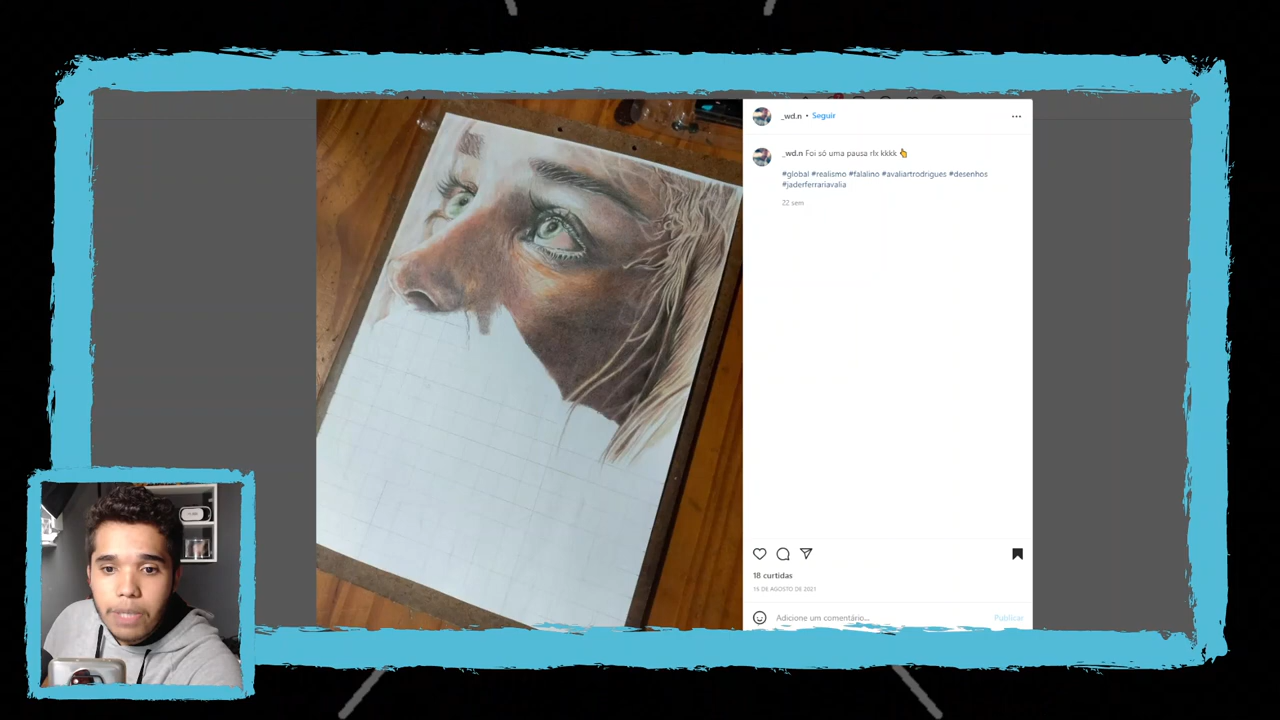 _wd.n • Seguir
_wd.n Foi só uma pausa rlx kkkk 👆
#global #realismo #falalino #avaliartrodrigues #desenhos
#jaderferrariavalia
22 sem
18 curtidas
15 DE AGOSTO DE 2021
Adicione um comentário...
Publicar